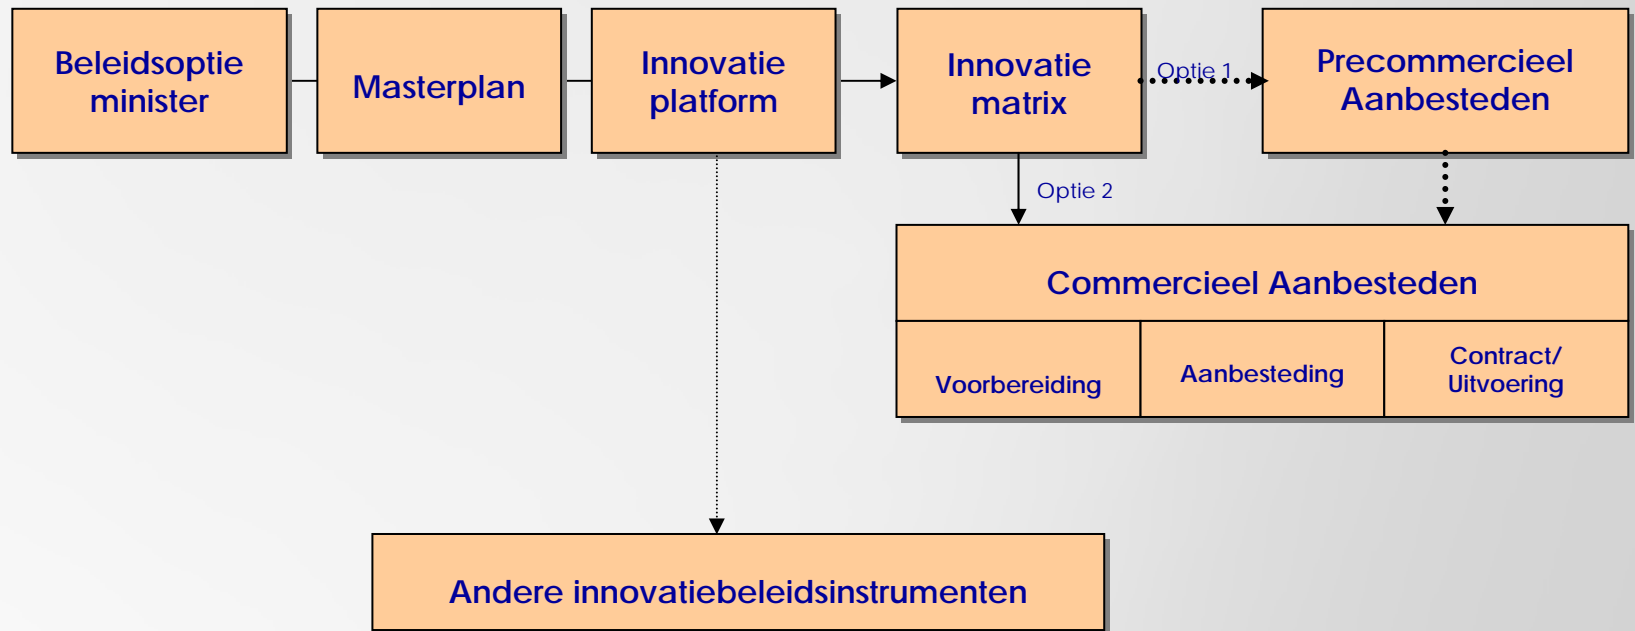 Beleidsoptie
minister
Masterplan
Innovatie
platform
Innovatie
matrix
Optie 1
Precommercieel
Aanbesteden
Optie 2
Commercieel Aanbesteden
Voorbereiding
Aanbesteding
Contract/
Uitvoering
Andere innovatiebeleidsinstrumenten